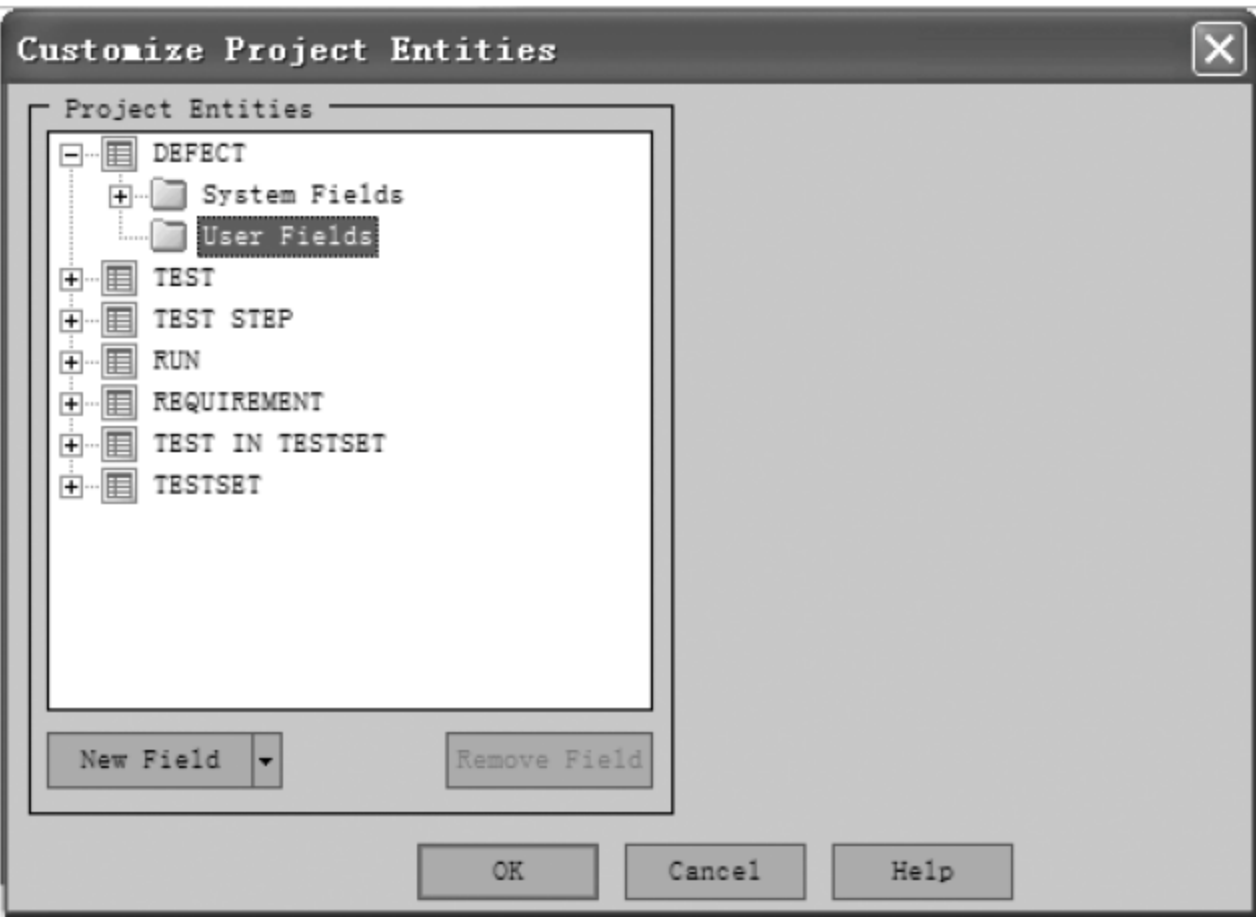 Customize Project Entities
Project Entities
DEFECT
System Fields
User Fields
TEST
TEST STEP
RUN
REQUIREMENT
TEST IN TESTSET
TESTSET
New Field
Remove Field
OK
Cancel
Help